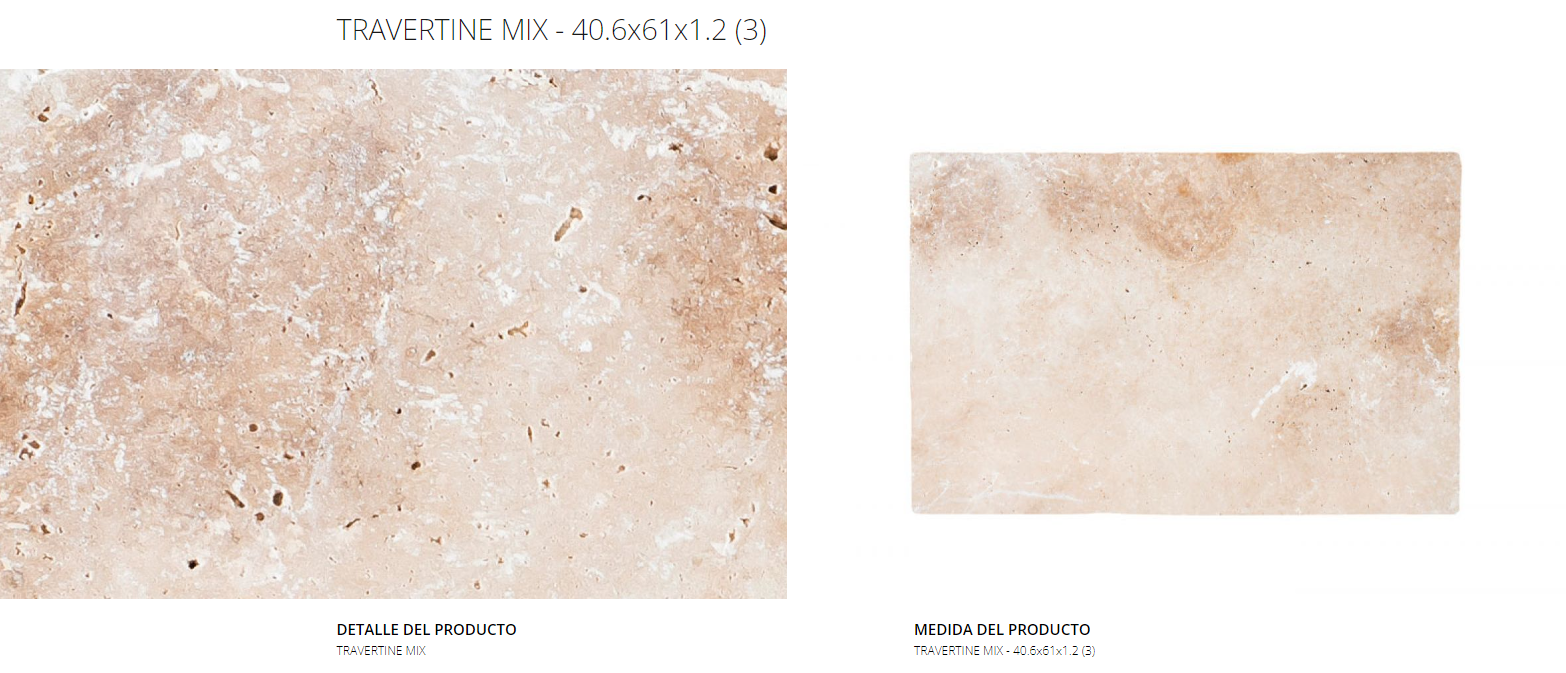 TRAVERTINE MIX - 40.6x61x1.2 (3)
DETALLE DEL PRODUCTO
TRAVERTINE MIX
MEDIDA DEL PRODUCTO
TRAVERTINE MIX - 40.6x61x1.2 (3)